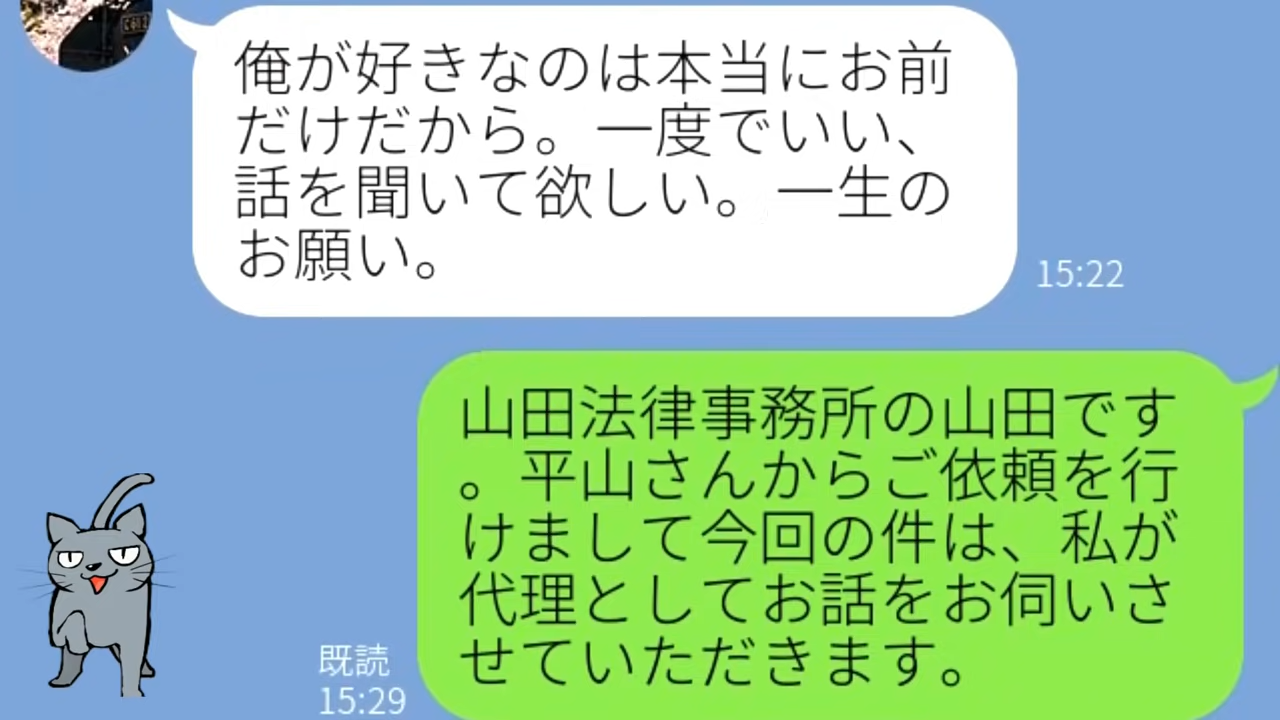 俺が好きなのは本当にお前
だけだから。一度でいい、
話を聞いて欲しい。一生の
お願い。
15:22
山田法律事務所の山田です
。平山さんからご依頼を行
けまして今回の件は、私が
代理としてお話をお伺いさ
せていただきます。
既読
15:29